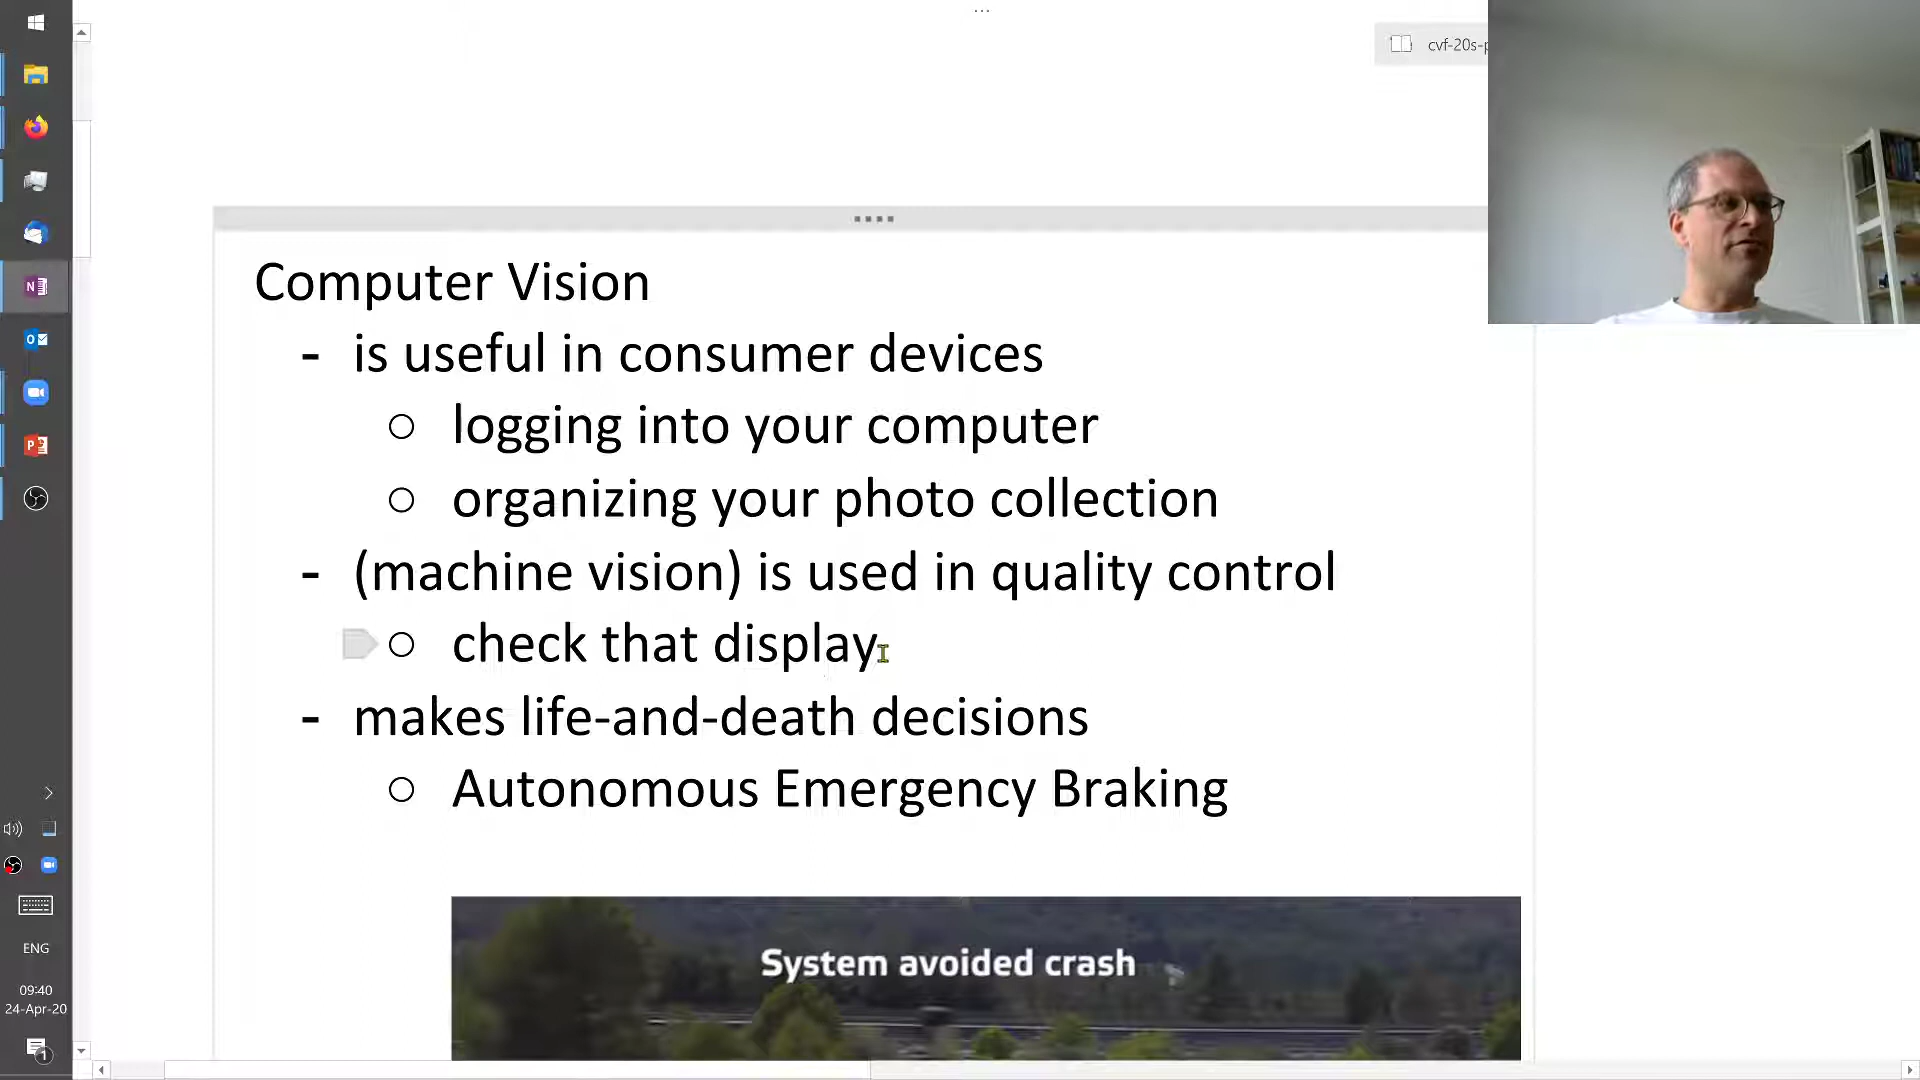 ...
cvf-20s-p
Computer Vision
- is useful in consumer devices
○ logging into your computer
○ organizing your photo collection
- (machine vision) is used in quality control
○ check that display
- makes life-and-death decisions
○ Autonomous Emergency Braking
System avoided crash
ENG
09:40
24-Apr-20
1